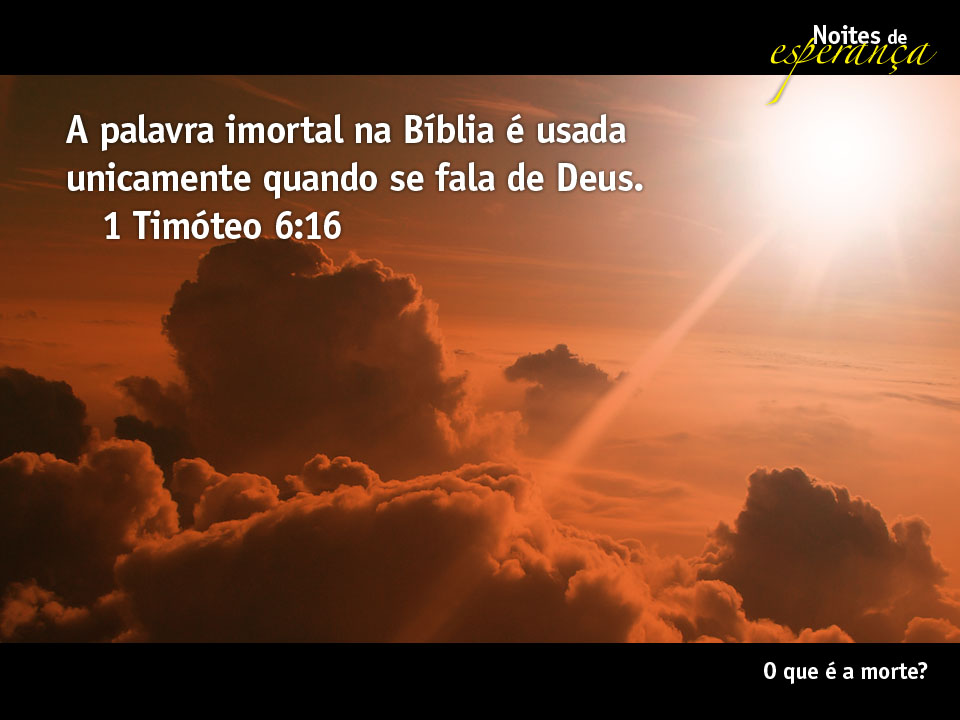 Noites de
esperança
A palavra imortal na Bíblia é usada
unicamente quando se fala de Deus.
1 Timóteo 6:16
O que é a morte?